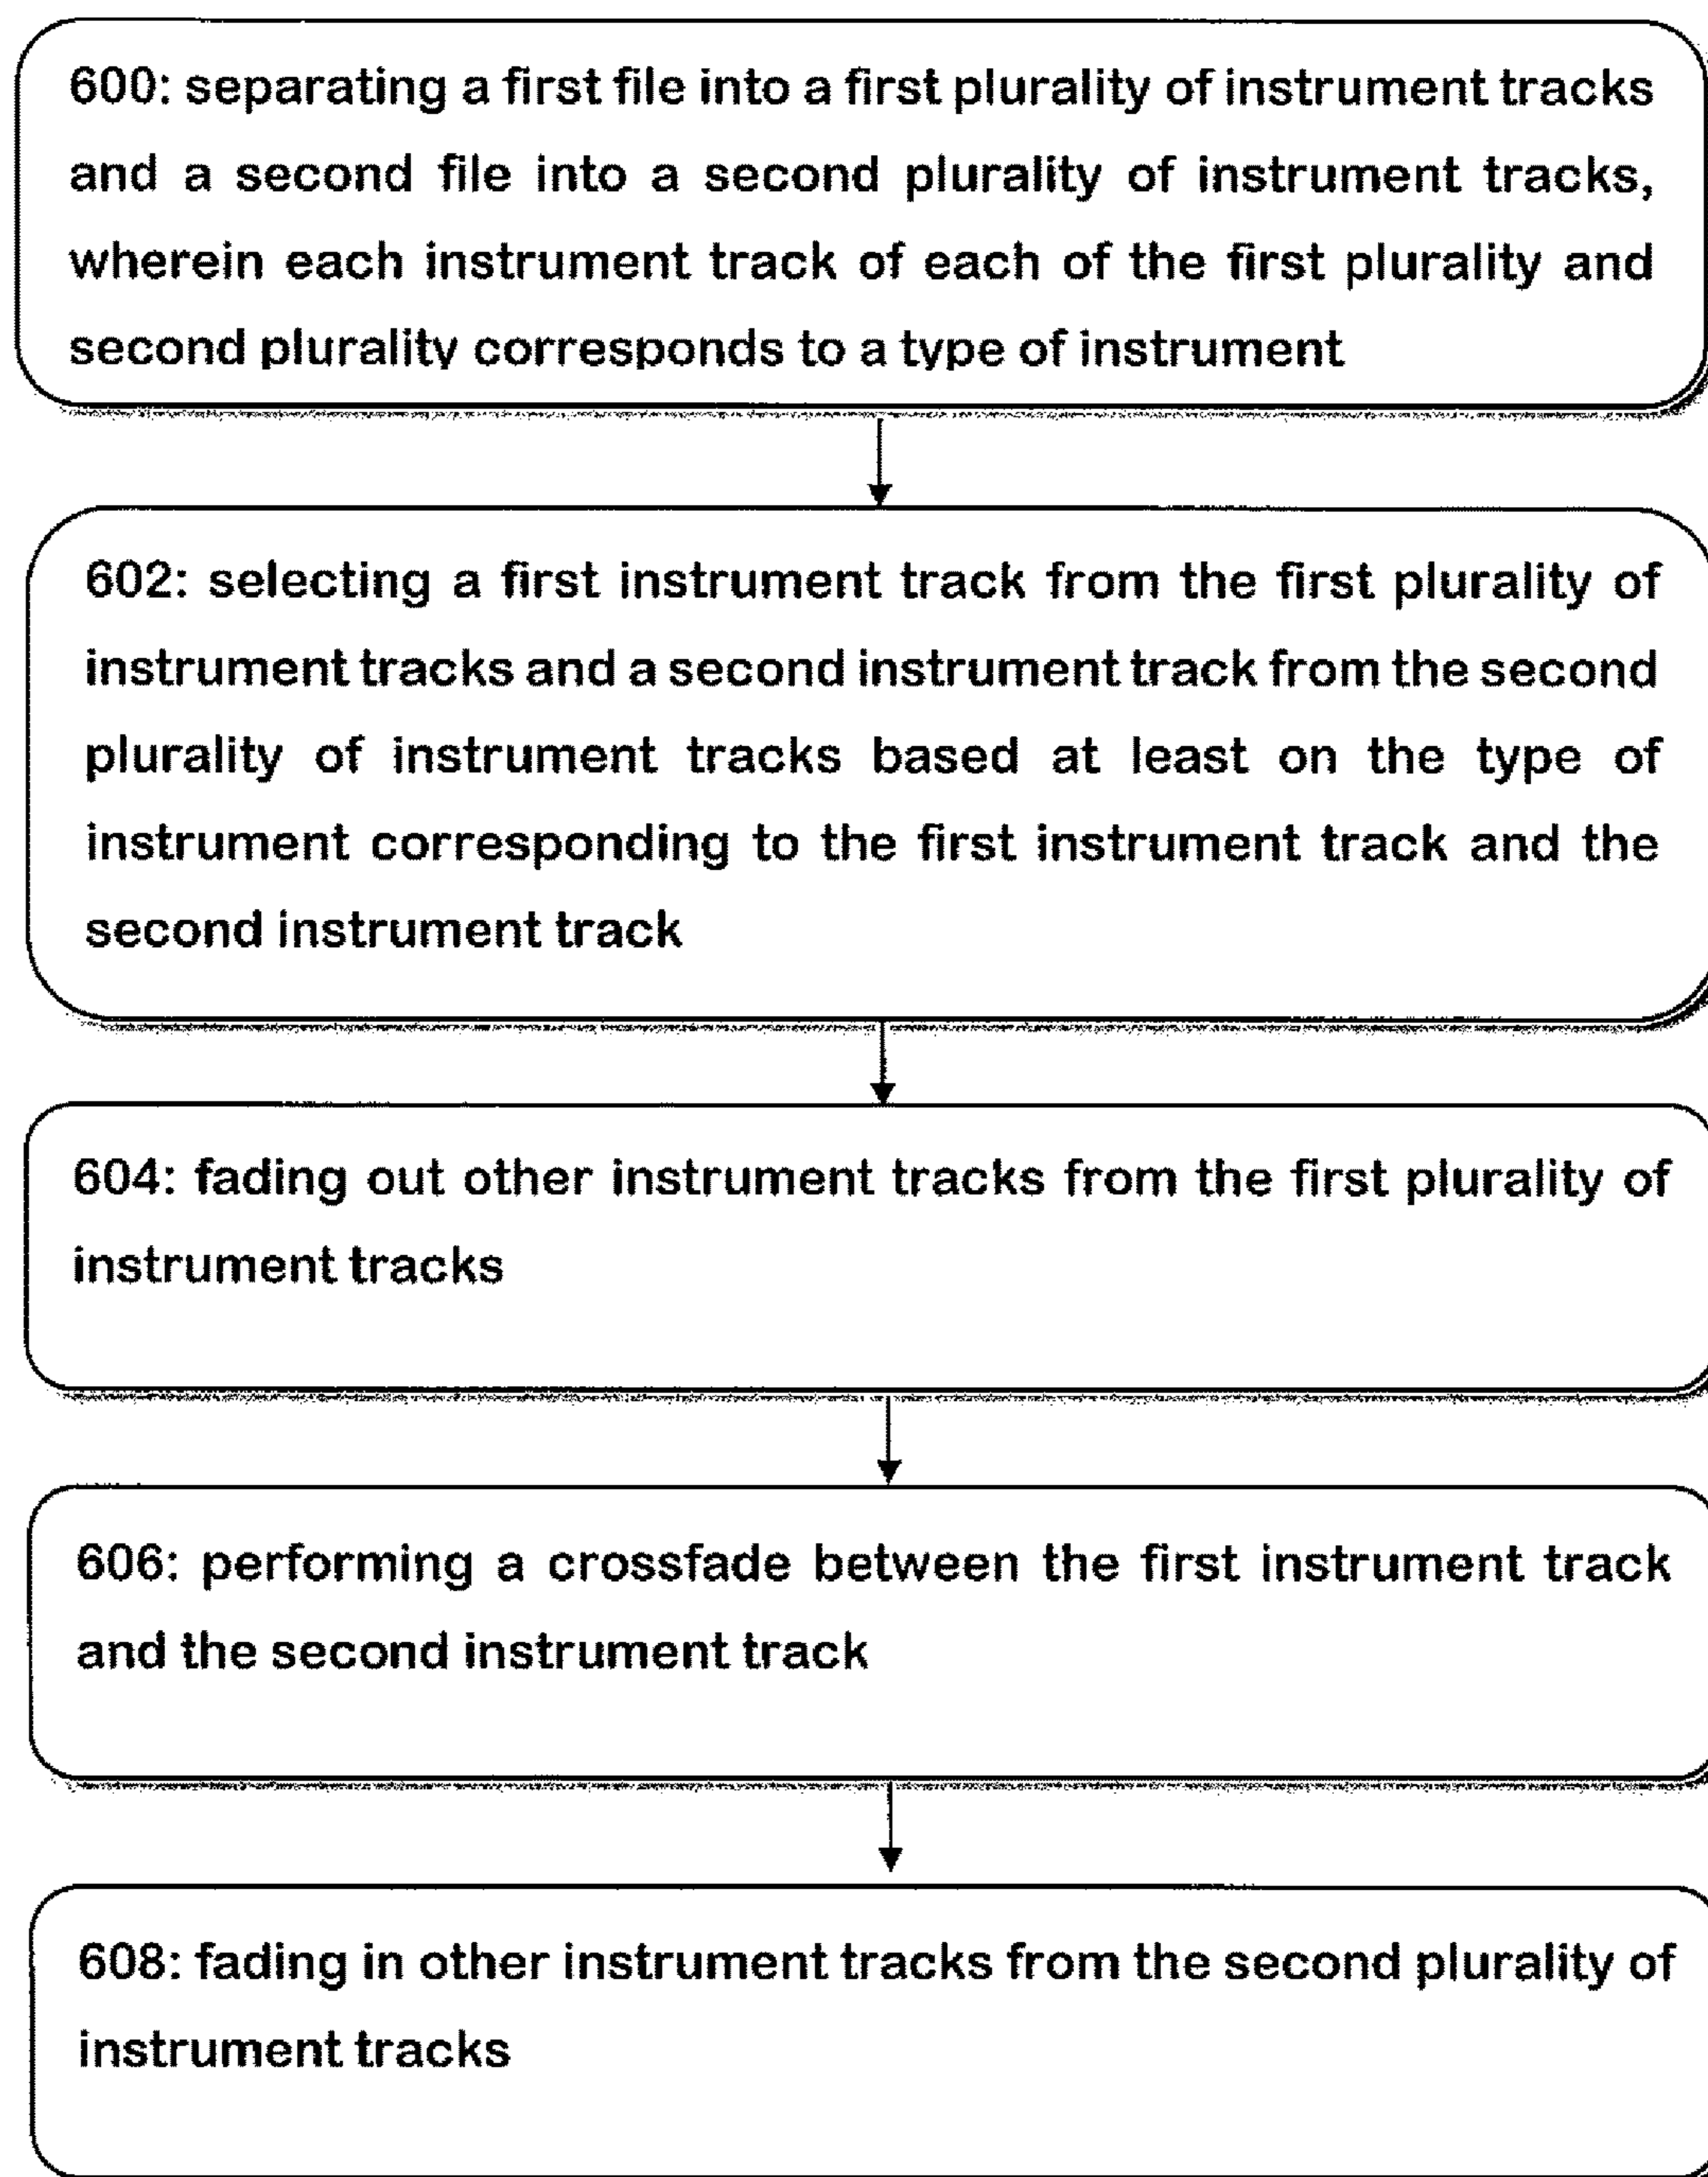 600: separating a first file into a first plurality of instrument tracks
and a second file into a second plurality of instrument tracks,
wherein each instrument track of each of the first plurality and
second plurality corresponds to a type of instrument
602: selecting a first instrument track from the first plurality of
instrument tracks and a second instrument track from the second
plurality of instrument tracks based at least on the type of
instrument corresponding to the first instrument track and the
second instrument track
604: fading out other instrument tracks from the first plurality of
instrument tracks
606: performing a crossfade between the first instrument track
and the second instrument track
608: fading in other instrument tracks from the second plurality of
instrument tracks